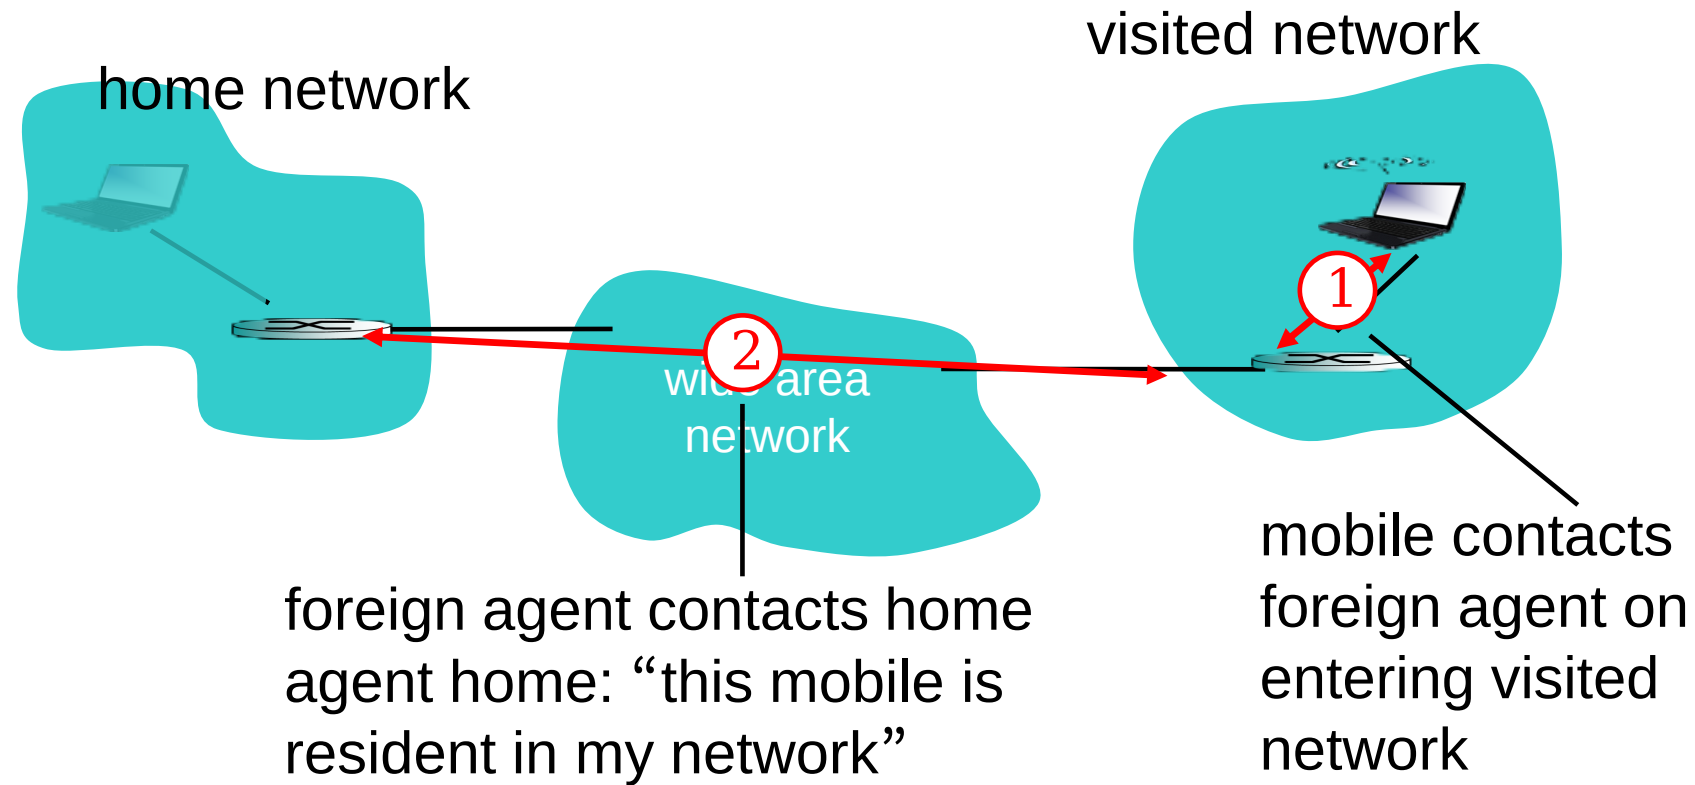 visited network
home network
1
2
wide area
network
mobile contacts
foreign agent on
entering visited
network
foreign agent contacts home
agent home: “this mobile is
resident in my network”